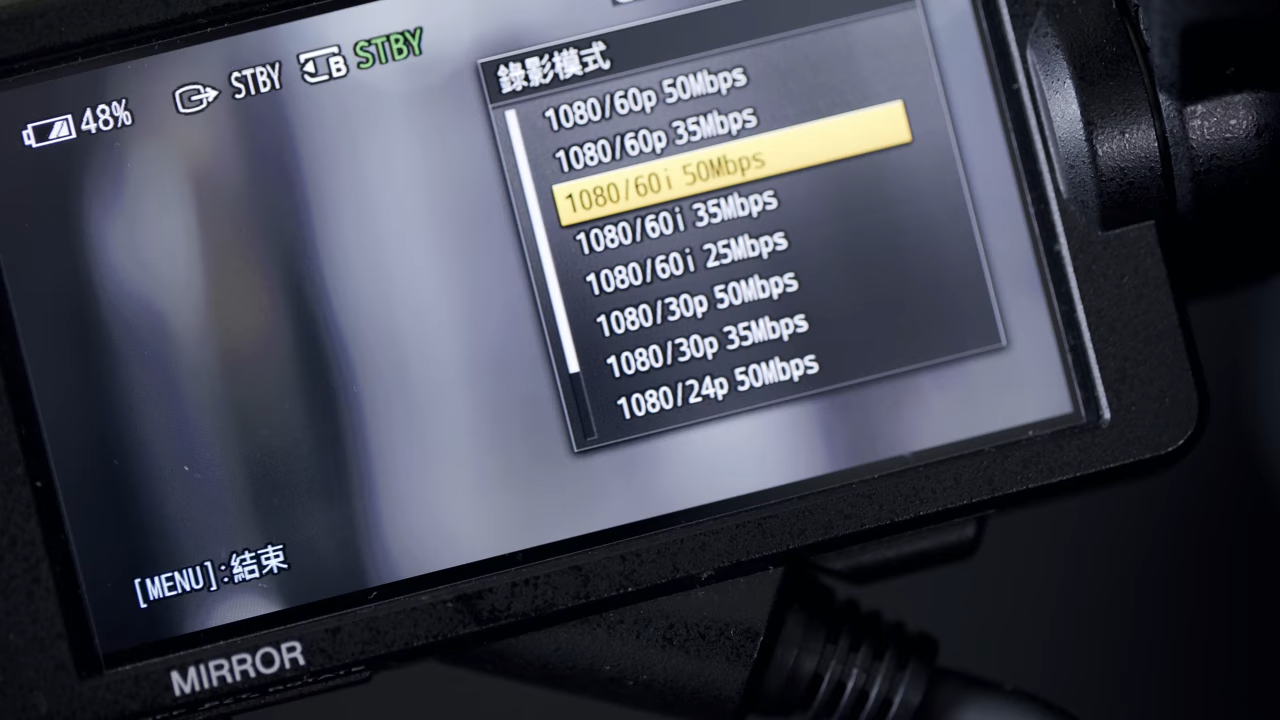 48% STBY B STBY
錄影模式
1080/60p 50Mbps
1080/60p 35Mbps
1080/60i 50Mbps
1080/60i 35Mbps
1080/60i 25Mbps
1080/30p 50Mbps
1080/30p 35Mbps
1080/24p 50Mbps
[MENU]:結束
MIRROR